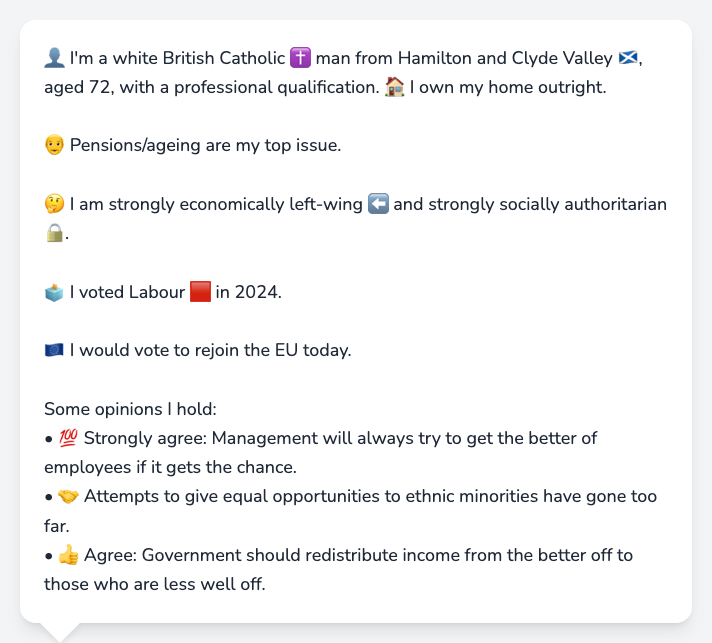 👤 I'm a white British Catholic ✝️ man from Hamilton and Clyde Valley 🏴󠁧󠁢󠁳󠁣󠁴󠁿,
aged 72, with a professional qualification. 🏠 I own my home outright.
👴 Pensions/ageing are my top issue.
🤔 I am strongly economically left-wing ⬅️ and strongly socially authoritarian
🔒.
🗳️ I voted Labour 🟥 in 2024.
🇪🇺 I would vote to rejoin the EU today.
Some opinions I hold:
• 💯 Strongly agree: Management will always try to get the better of
employees if it gets the chance.
• 🤝 Attempts to give equal opportunities to ethnic minorities have gone too
far.
• 👍 Agree: Government should redistribute income from the better off to
those who are less well off.